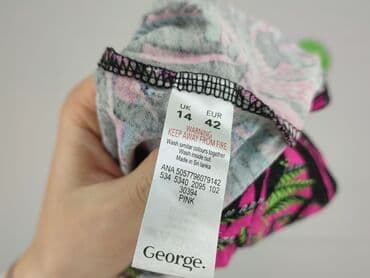 UK EUR
14 42
WARNING
KEEP AWAY FROM FIRE
Wash similar colours together
Wash inside out.
Made in Sri lanka
ANA 5057796079142
534 5340 2095 102
30394
PINK
George.